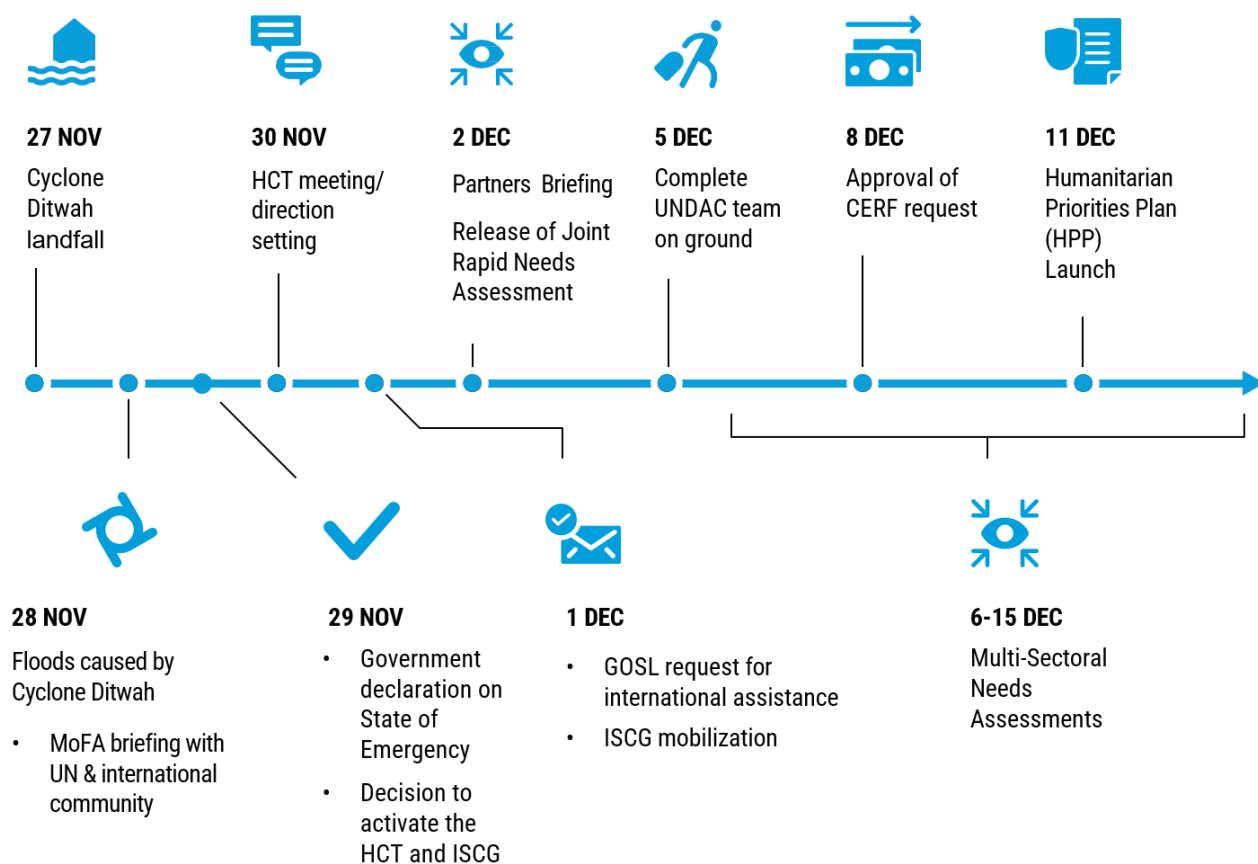 27 NOV
Cyclone
Ditwah
landfall
30 NOV
HCT meeting/
direction
setting
2 DEC
Partners Briefing
Release of Joint
Rapid Needs
Assessment
5 DEC
Complete
UNDAC team
on ground
8 DEC
Approval of
CERF request
11 DEC
Humanitarian
Priorities Plan
(HPP)
Launch
28 NOV
Floods caused by
Cyclone Ditwah
• MoFA briefing with
UN & international
community
29 NOV
• Government
declaration on
State of
Emergency
• Decision to
activate the
HCT and ISCG
1 DEC
• GOSL request for
international assistance
• ISCG mobilization
6-15 DEC
Multi-Sectoral
Needs
Assessments